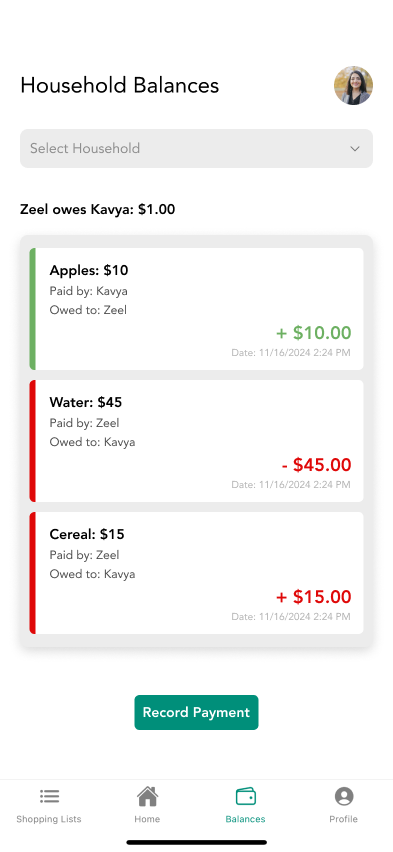 Household Balances
Select Household
Zeel owes Kavya: $1.00
Apples: $10
Paid by: Kavya
Owed to: Zeel
+ $10.00
Date: 11/16/2024 2:24 PM
Water: $45
Paid by: Zeel
Owed to: Kavya
- $45.00
Date: 11/16/2024 2:24 PM
Cereal: $15
Paid by: Zeel
Owed to: Kavya
+ $15.00
Date: 11/16/2024 2:24 PM
Record Payment
Shopping Lists Home Balances Profile